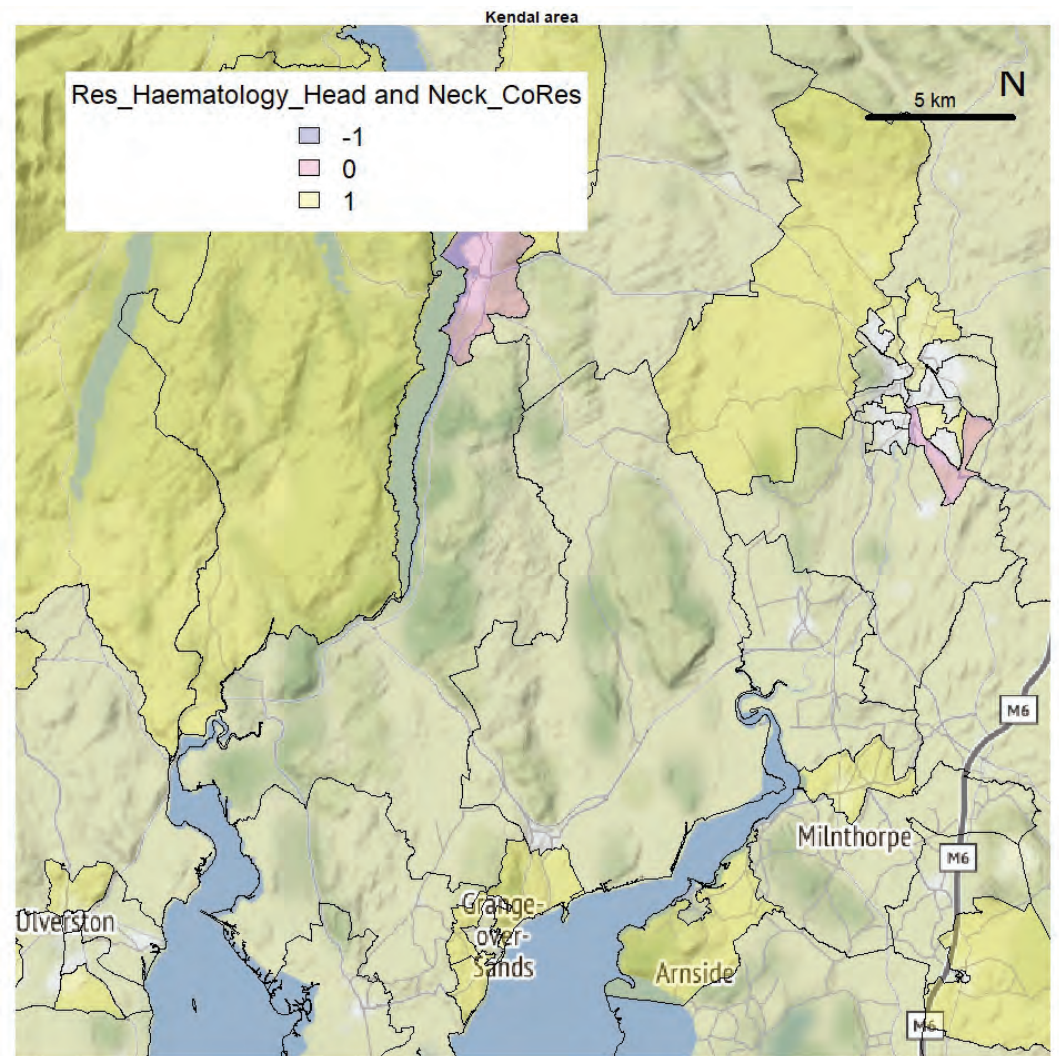 Kendal area
Res_Haematology_Head and Neck_CoRes
-1
0
1
N
5 km
M6
Milnthorpe
M6
Ulverston
Grange-
over-
Sands
Arnside
M6